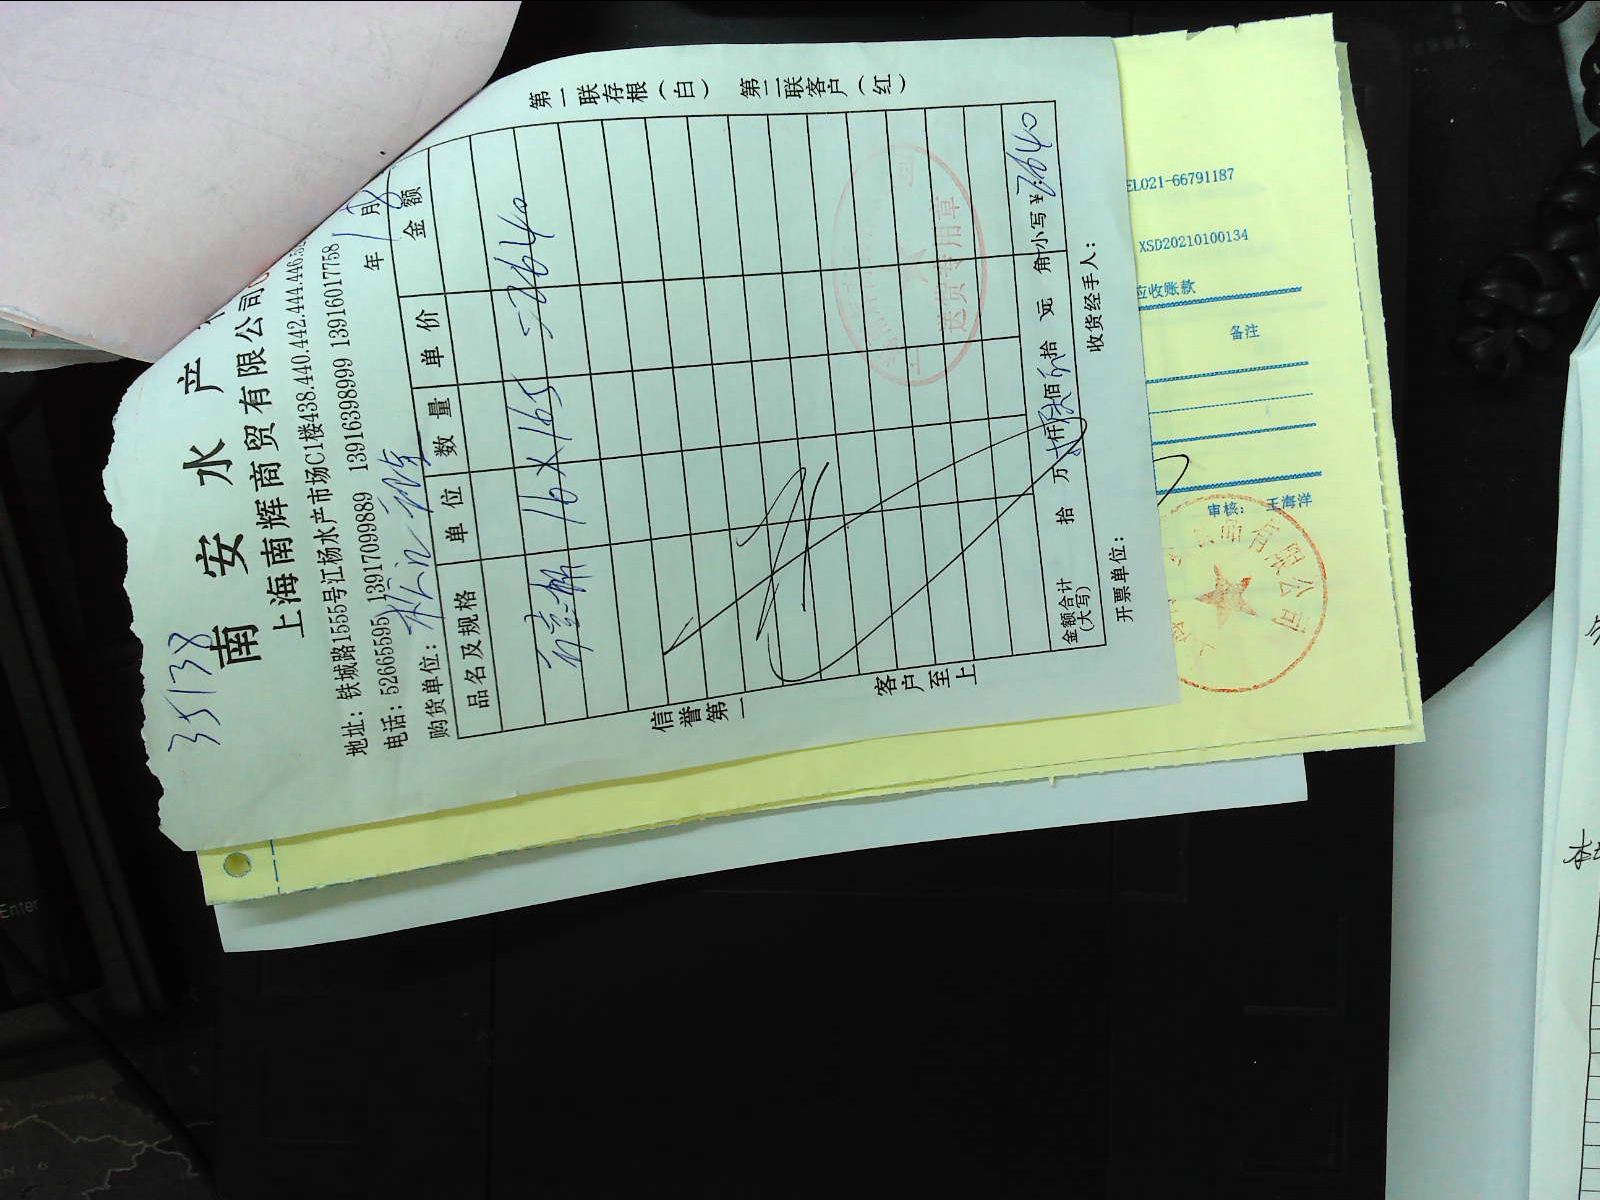 35138
南安水产
上海南辉商贸有限公司
地址：铁城路1555号江杨水产市场C1楼438.440.442.444.446.
电话：52665595 13917099889 13916398999 13916017758
购货单位： 年 1 月 8
品名及规格 单位 数量 单价 金额
16×165 2640
信誉第一
客户至上
金额合计（大写） 拾 万 仟 佰 拾 元 角 小写¥：2640
开票单位： 收货经手人：
第一联存根（白） 第二联客户（红）
送货专用章
EL021-66791187
XSD20210100134
应收账款
备注
审核： 王海洋
有限公司
Enter